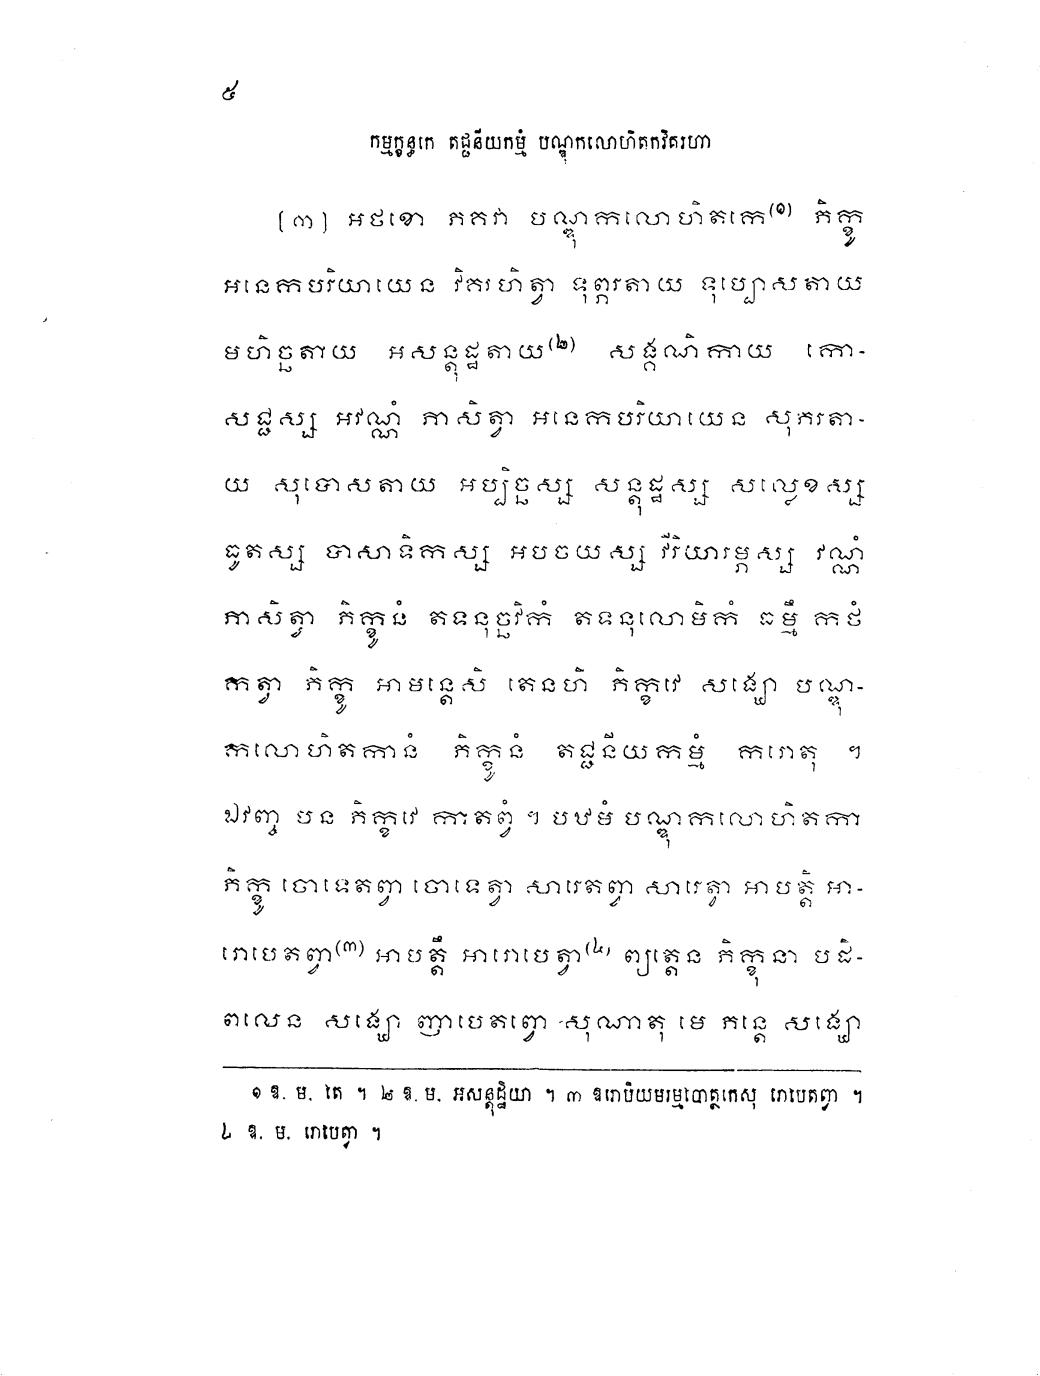 ៥
កម្មក្ខន្ធកេ តជ្ជនីយកម្មំ បណ្ឌុកលោហិតកវិគរហា
[៣] អថខោ ភគវា បណ្ឌុកលោហិតកេ(១) ភិក្ខូ
អនេកបរិយាយេន វិគរហិត្វា ទុព្ភរតាយ ទុប្បោសតាយ
មហិច្ឆតាយ អសន្តុដ្ឋតាយ(២) សង្គណិកាយ កោ-
សជ្ជស្ស អវណ្ណំ ភាសិត្វា អនេកបរិយាយេន សុភរតា-
យ សុបោសតាយ អប្បិច្ឆស្ស សន្តុដ្ឋស្ស សល្លេខស្ស
ធូតស្ស បាសាទិកស្ស អបចយស្ស វីរិយារម្ភស្ស វណ្ណំ
ភាសិត្វា ភិក្ខូនំ តទនុច្ឆវិកំ តទនុលោមិកំ ធម្មឹ កថំ
កត្វា ភិក្ខូ អាមន្តេសិ តេនហិ ភិក្ខវេ សង្ឃោ បណ្ឌុ-
កលោហិតកានំ ភិក្ខូនំ តជ្ជនីយកម្មំ ករោតុ ។
ឯវញ្ច បន ភិក្ខវេ កាតព្វំ ។ បឋមំ បណ្ឌុកលោហិតកា
ភិក្ខូ ចោទេតព្វា ចោទេត្វា សារេតព្វា សារេត្វា អាបត្តិ អា-
រោបេតព្វា(៣) អាបត្តឹ អារោបេត្វា(៤) ព្យត្តេន ភិក្ខុនា បដិ-
ពលេន សង្ឃោ ញាបេតព្វោ សុណាតុ មេ ភន្តេ សង្ឃោ
១ ឱ. ម. តេ ។ ២ ឱ. ម. អសន្តុដ្ឋិយា ។ ៣ ឱរោបិយមរម្មបោត្ថកេសុ រោបេតព្វា ។
៤ ឱ. ម. រោបេត្វា ។